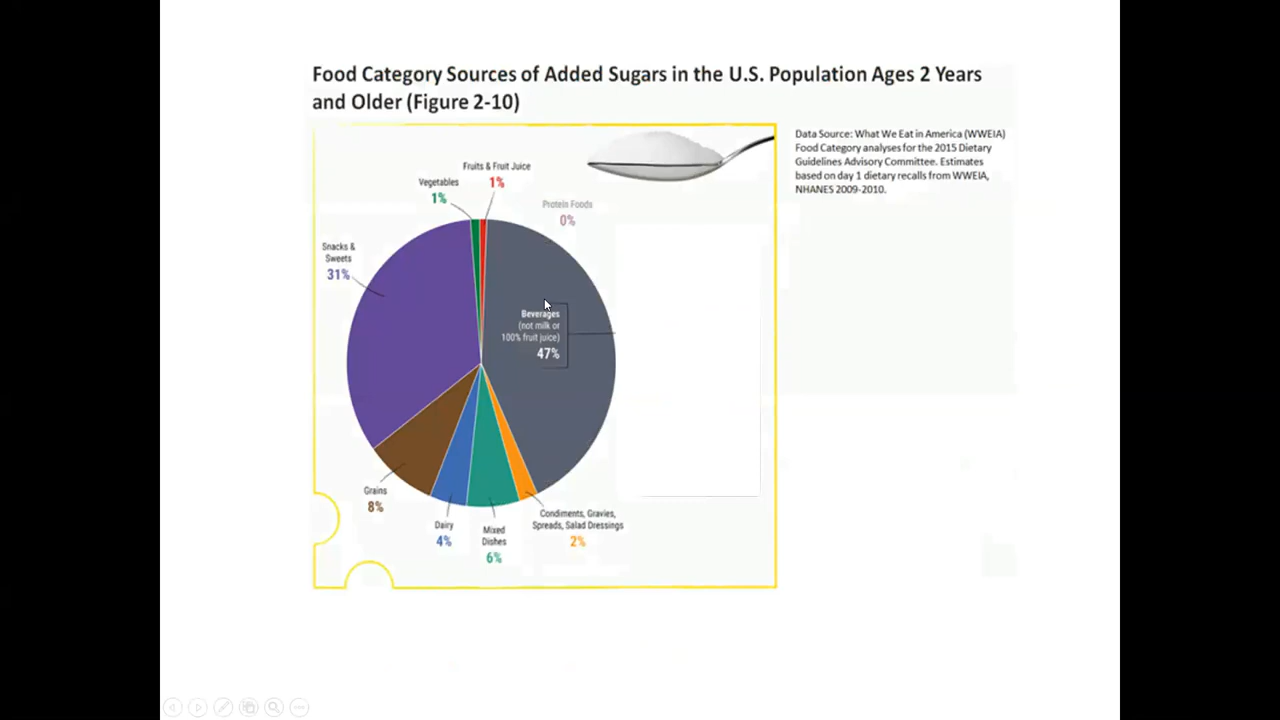 Food Category Sources of Added Sugars in the U.S. Population Ages 2 Years
and Older (Figure 2-10)
Data Source: What We Eat in America (WWEIA)
Food Category analyses for the 2015 Dietary
Guidelines Advisory Committee. Estimates
based on day 1 dietary recalls from WWEIA,
NHANES 2009-2010.
Fruits & Fruit Juice
1%
Vegetables
1%
Protein Foods
0%
Snacks &
Sweets
31%
Beverages
(not milk or
100% fruit juice)
47%
Grains
8%
Dairy
4%
Mixed
Dishes
6%
Condiments, Gravies,
Spreads, Salad Dressings
2%